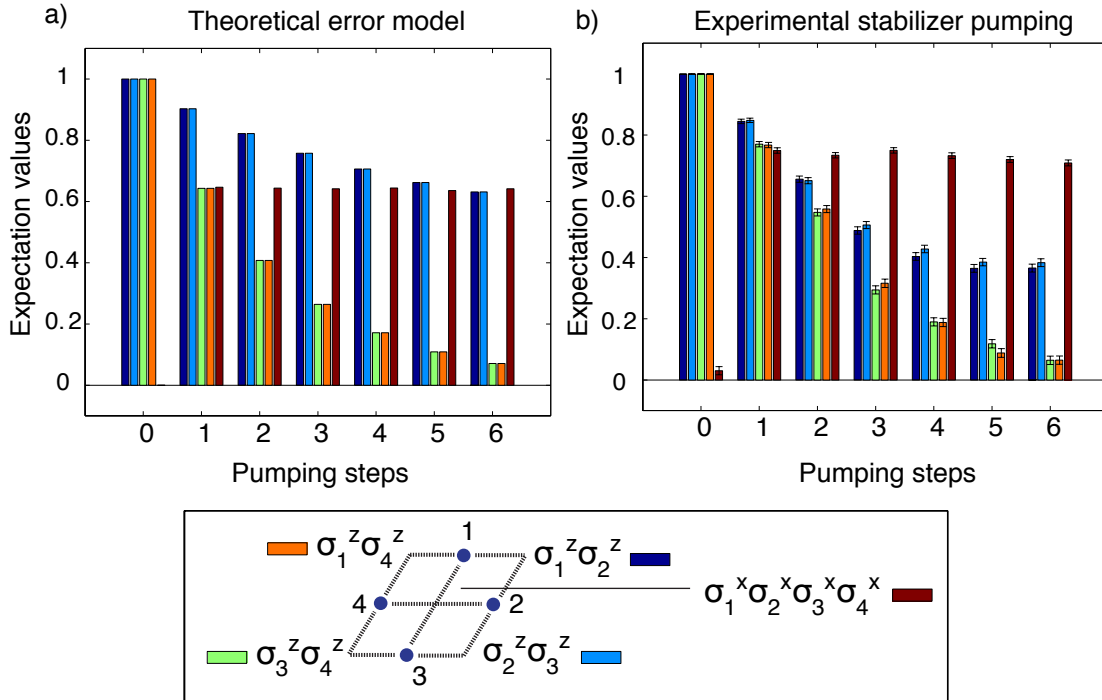 a) Theoretical error model
Expectation values
1
0.8
0.6
0.4
0.2
0
0 1 2 3 4 5 6
Pumping steps
b) Experimental stabilizer pumping
Expectation values
1
0.8
0.6
0.4
0.2
0
0 1 2 3 4 5 6
Pumping steps
1
σ₁ᶻσ₄ᶻ
σ₁ᶻσ₂ᶻ
σ₁ˣσ₂ˣσ₃ˣσ₄ˣ
4
2
σ₃ᶻσ₄ᶻ
3
σ₂ᶻσ₃ᶻ